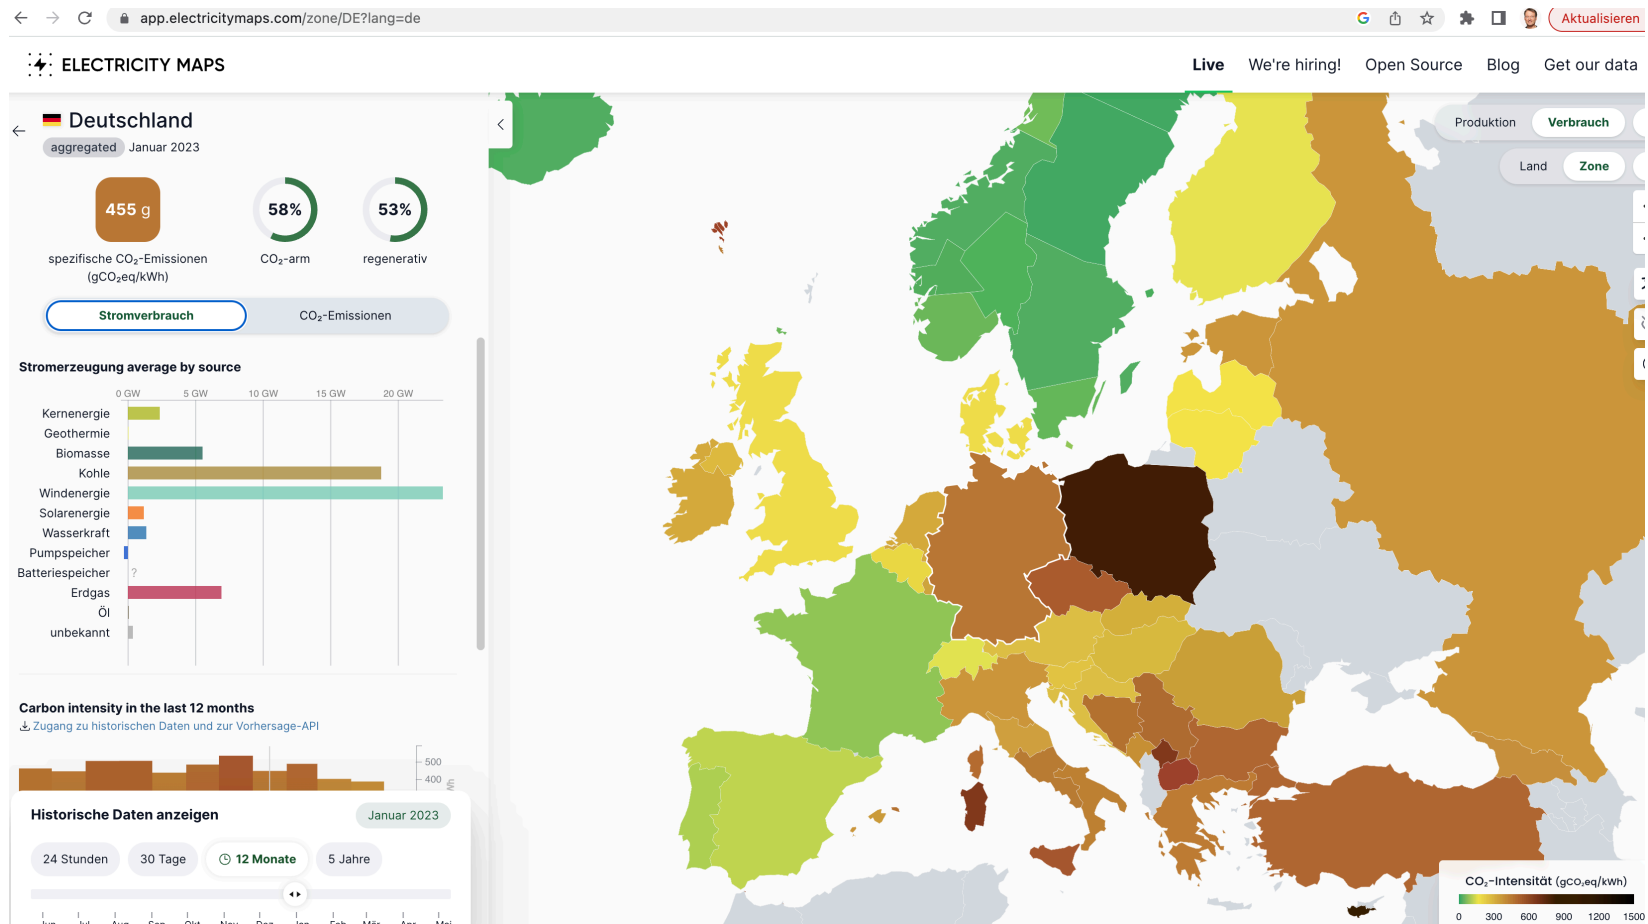 app.electricitymaps.com/zone/DE?lang=de
Aktualisieren
ELECTRICITY MAPS
Live
We're hiring!
Open Source
Blog
Get our data
Deutschland
aggregated
Januar 2023
Produktion
Verbrauch
Land
Zone
455 g
58%
53%
spezifische CO₂-Emissionen
(gCO₂eq/kWh)
CO₂-arm
regenerativ
Stromverbrauch
CO₂-Emissionen
Stromerzeugung average by source
0 GW
5 GW
10 GW
15 GW
20 GW
Kernenergie
Geothermie
Biomasse
Kohle
Windenergie
Solarenergie
Wasserkraft
Pumpspeicher
Batteriespeicher
?
Erdgas
Öl
unbekannt
Carbon intensity in the last 12 months
Zugang zu historischen Daten und zur Vorhersage-API
500
400
Historische Daten anzeigen
Januar 2023
24 Stunden
30 Tage
12 Monate
5 Jahre
CO₂-Intensität (gCO₂eq/kWh)
0
300
600
900
1200
1500